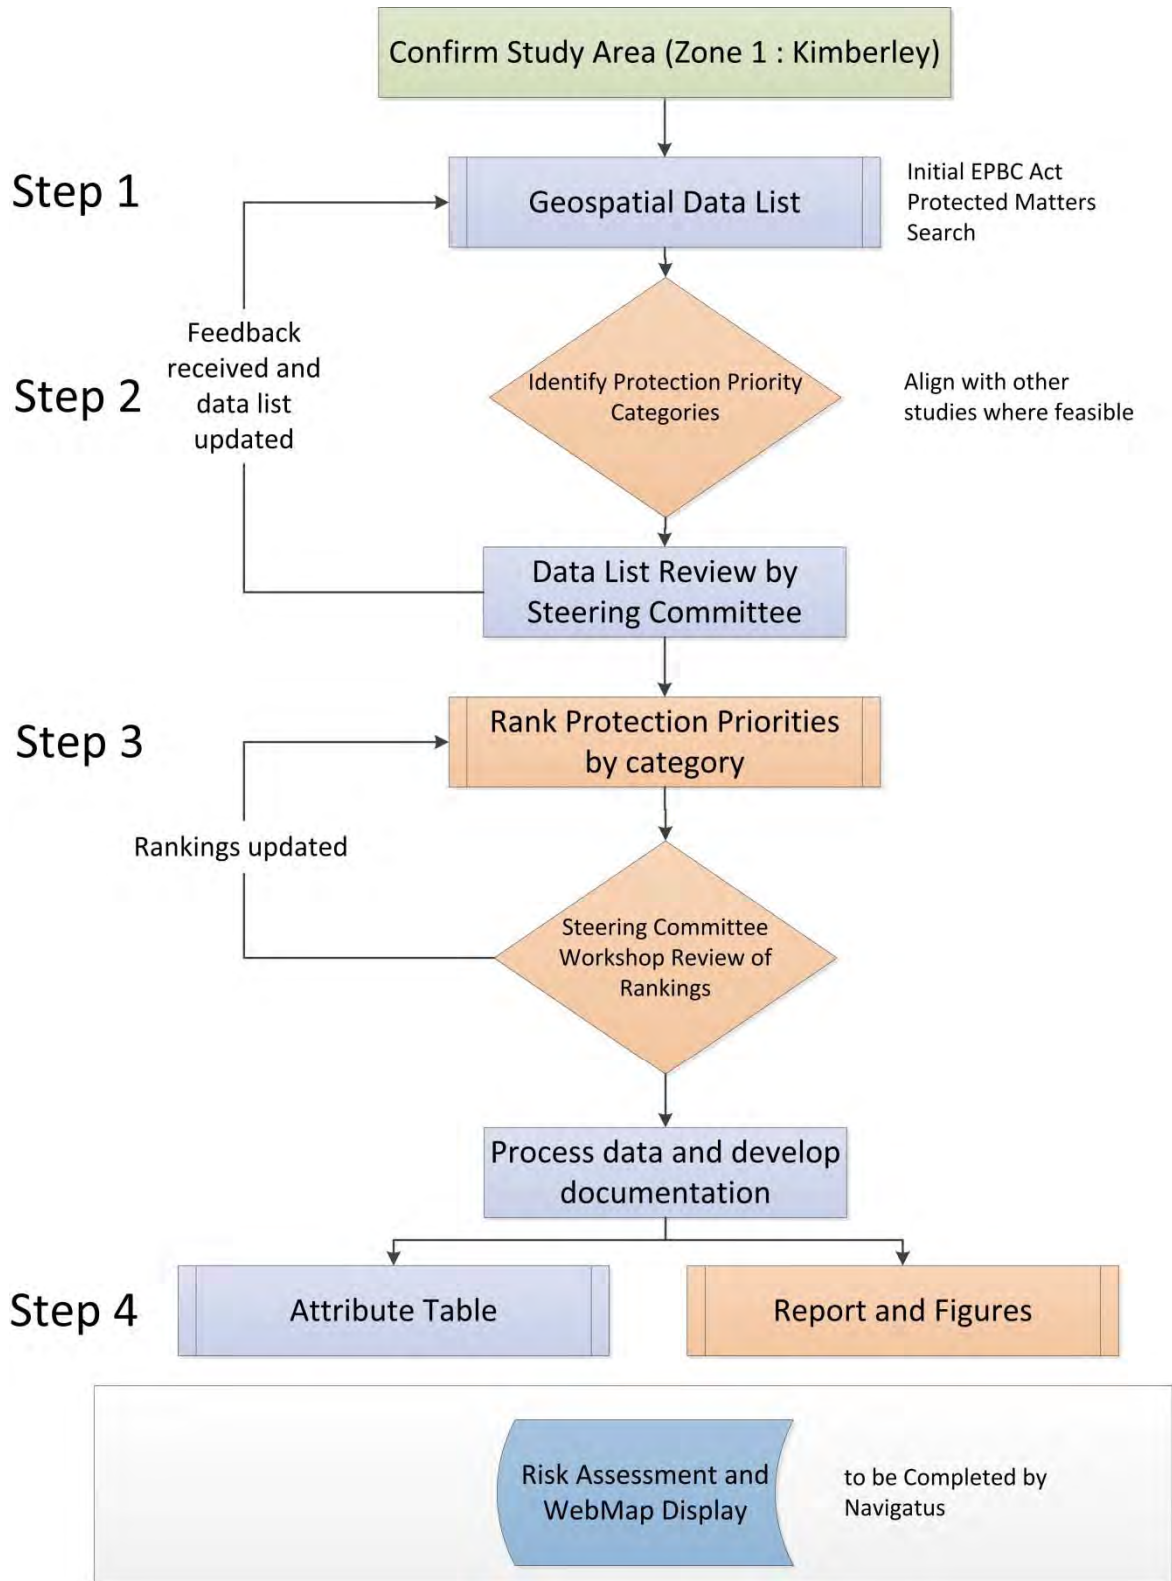 Confirm Study Area (Zone 1 : Kimberley)
Step 1
Geospatial Data List
Initial EPBC Act
Protected Matters
Search
Feedback
received and
data list
updated
Step 2
Identify Protection Priority
Categories
Align with other
studies where feasible
Data List Review by
Steering Committee
Step 3
Rank Protection Priorities
by category
Rankings updated
Steering Committee
Workshop Review of
Rankings
Process data and develop
documentation
Step 4
Attribute Table
Report and Figures
Risk Assessment and
WebMap Display
to be Completed by
Navigatus